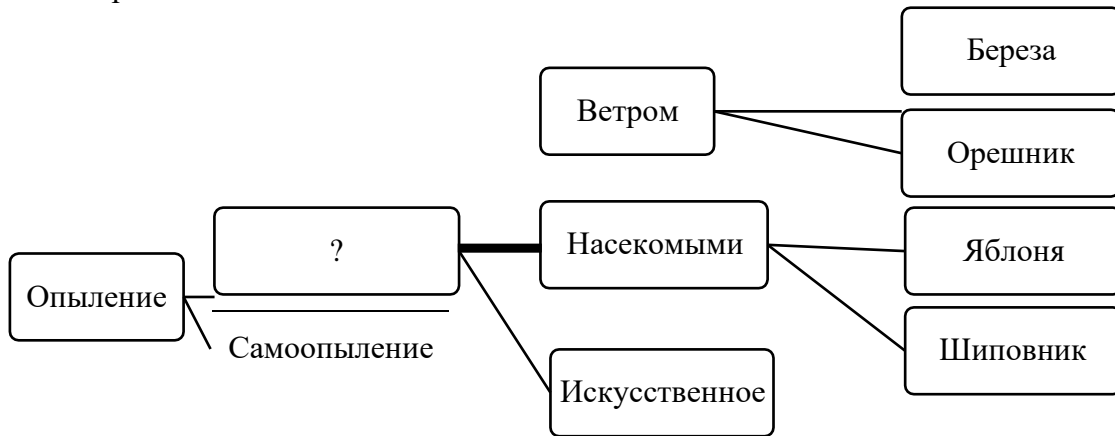 Береза
Ветром
Орешник
?
Насекомыми
Яблоня
Опыление
Самоопыление
Шиповник
Искусственное